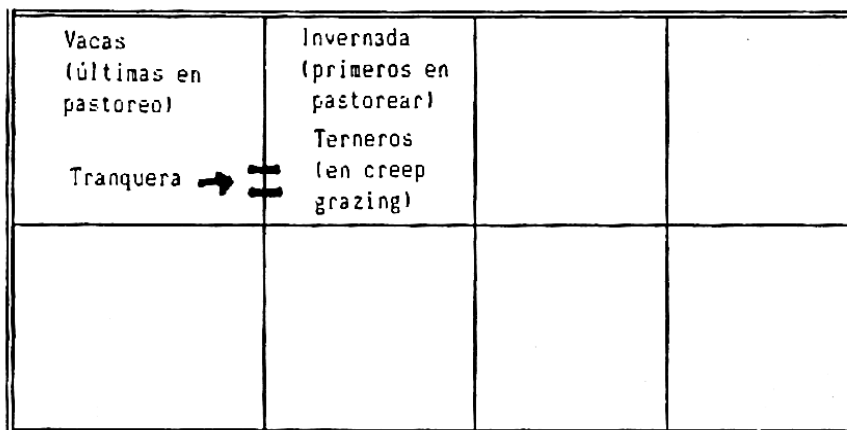 Vacas
(últimas en
pastoreo)
Tranquera
Invernada
(primeros en
pastorear)
Terneros
(en creep
grazing)